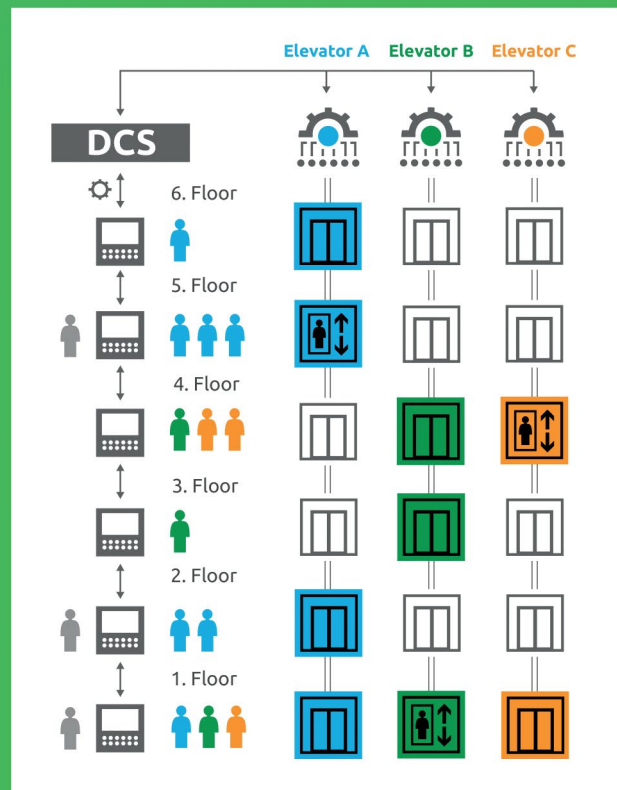 Elevator A Elevator B Elevator C
DCS
6. Floor
5. Floor
4. Floor
3. Floor
2. Floor
1. Floor